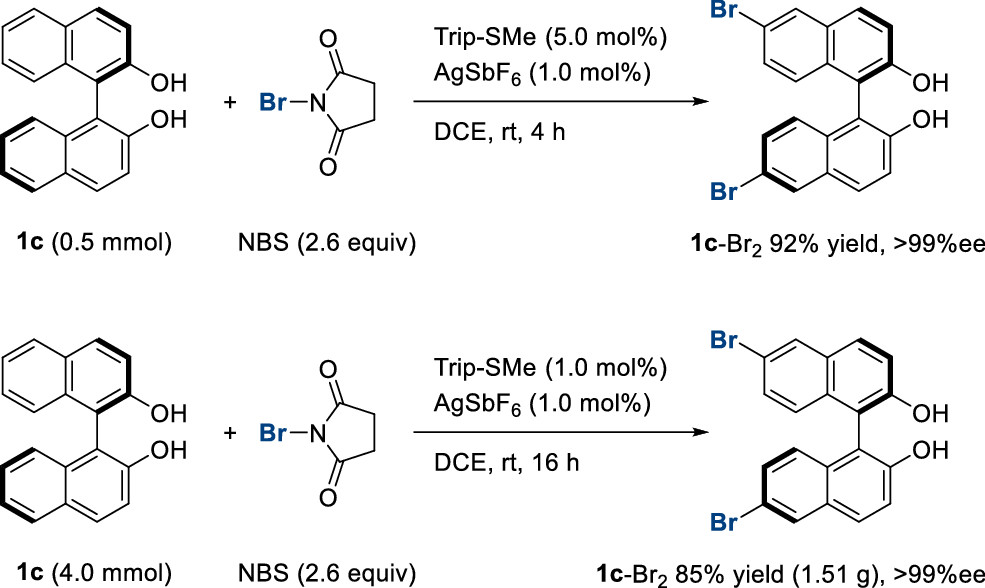 Br
Trip-SMe (5.0 mol%)
OH
AgSbF₆ (1.0 mol%)
OH
O
+ Br N
OH
OH
DCE, rt, 4 h
O
Br
1c (0.5 mmol)
NBS (2.6 equiv)
1c-Br₂ 92% yield, >99%ee
Br
Trip-SMe (1.0 mol%)
O
AgSbF₆ (1.0 mol%)
OH
OH
+ Br N
OH
OH
DCE, rt, 16 h
O
Br
1c (4.0 mmol)
NBS (2.6 equiv)
1c-Br₂ 85% yield (1.51 g), >99%ee